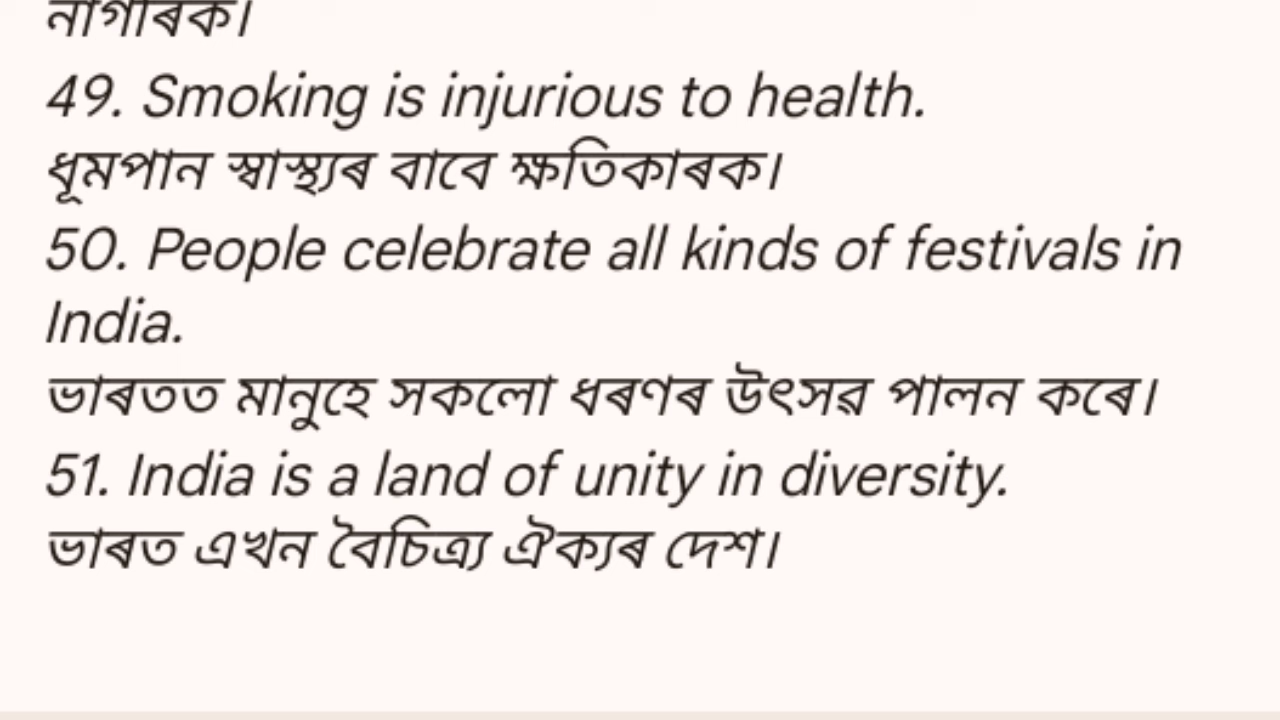 নাগৰিক।
49. Smoking is injurious to health.
ধূমপান স্বাস্থ্যৰ বাবে ক্ষতিকাৰক।
50. People celebrate all kinds of festivals in
India.
ভাৰতত মানুহে সকলো ধৰণৰ উৎসৱ পালন কৰে।
51. India is a land of unity in diversity.
ভাৰত এখন বৈচিত্র্য ঐক্যৰ দেশ।